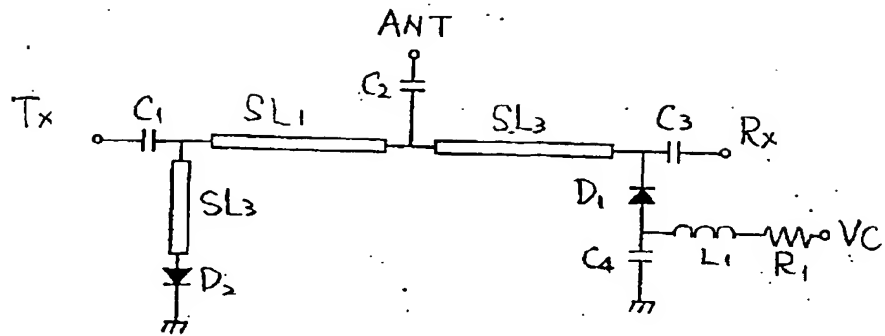 ANT
Tx
C1
SL1
C2
SL3
C3
Rx
SL3
D1
D2
C4
L1
R1
VC